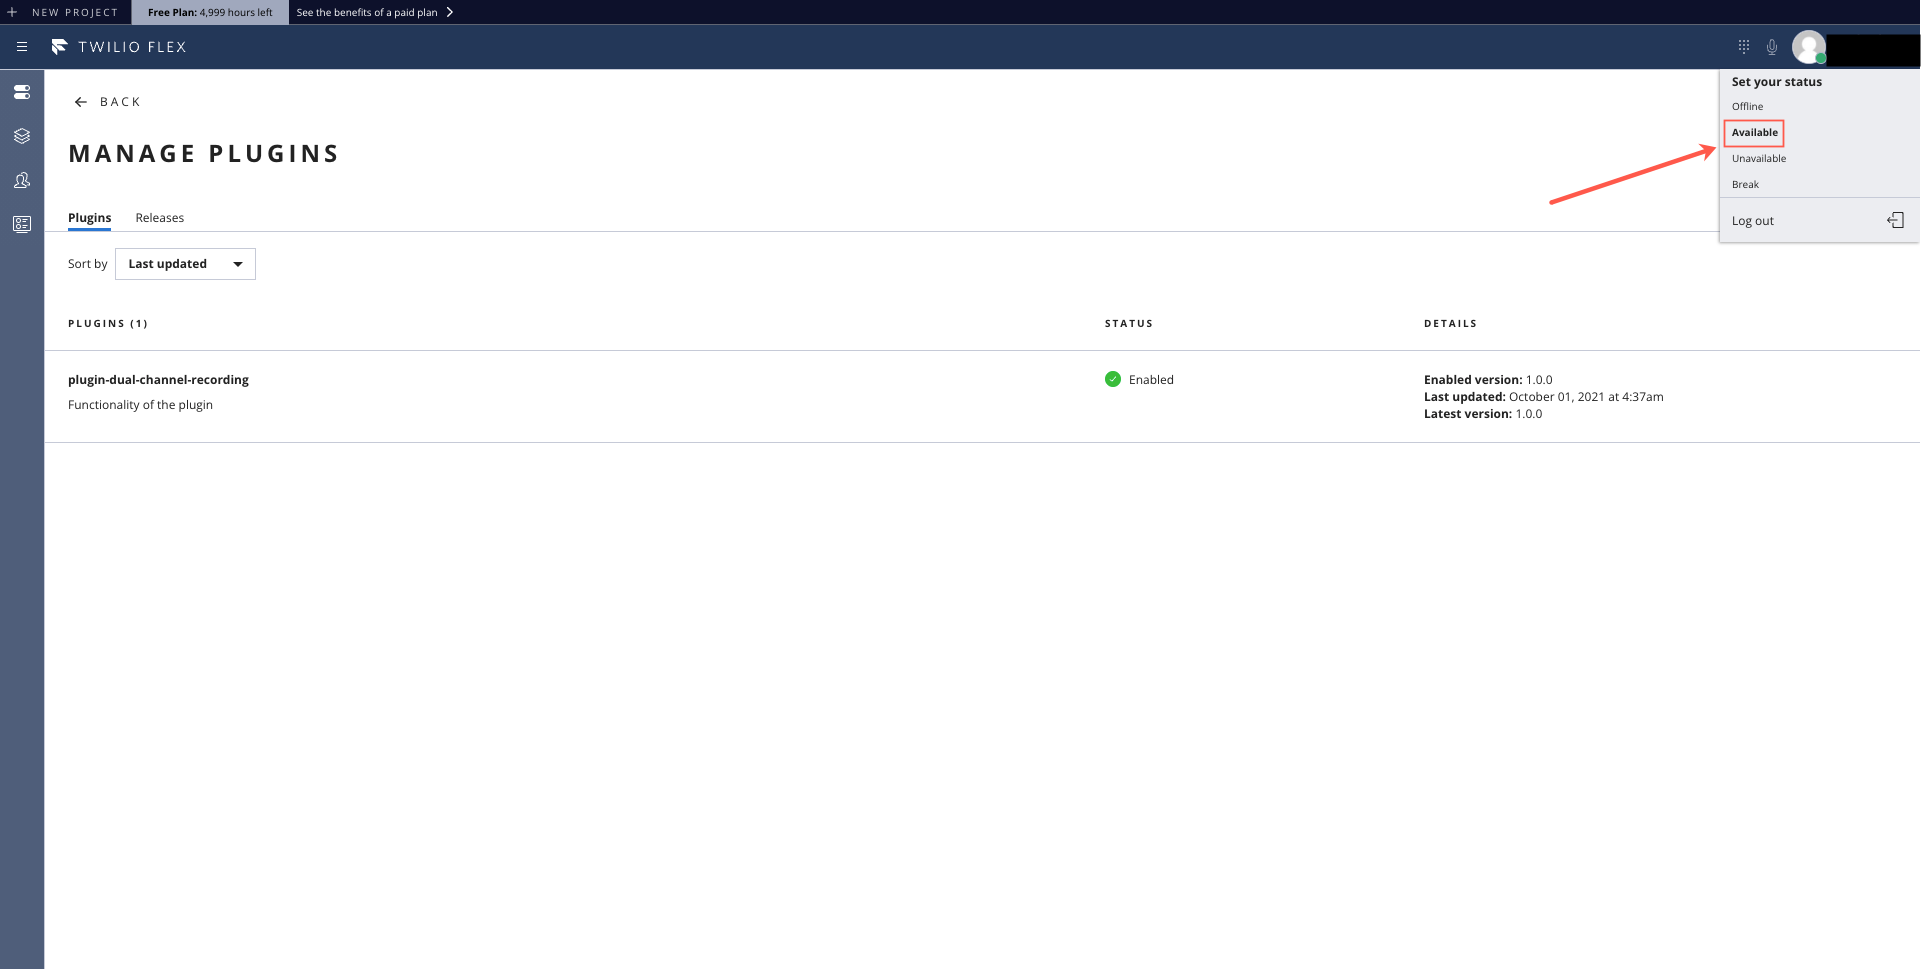 NEW PROJECT
Free Plan: 4,999 hours left
See the benefits of a paid plan
TWILIO FLEX
Set your status
Offline
Available
Unavailable
Break
Log out
BACK
MANAGE PLUGINS
Plugins
Releases
Sort by
Last updated
PLUGINS (1)
STATUS
DETAILS
plugin-dual-channel-recording
Functionality of the plugin
Enabled
Enabled version: 1.0.0
Last updated: October 01, 2021 at 4:37am
Latest version: 1.0.0